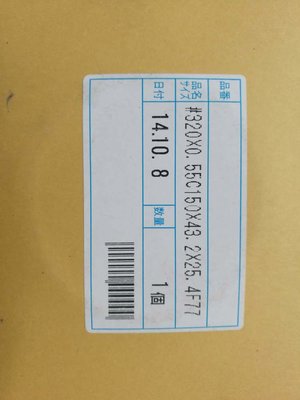 品番
品名
サイズ
#320X0.55C150X43.2X25.4F77
日付
14.10. 8
数量
1個